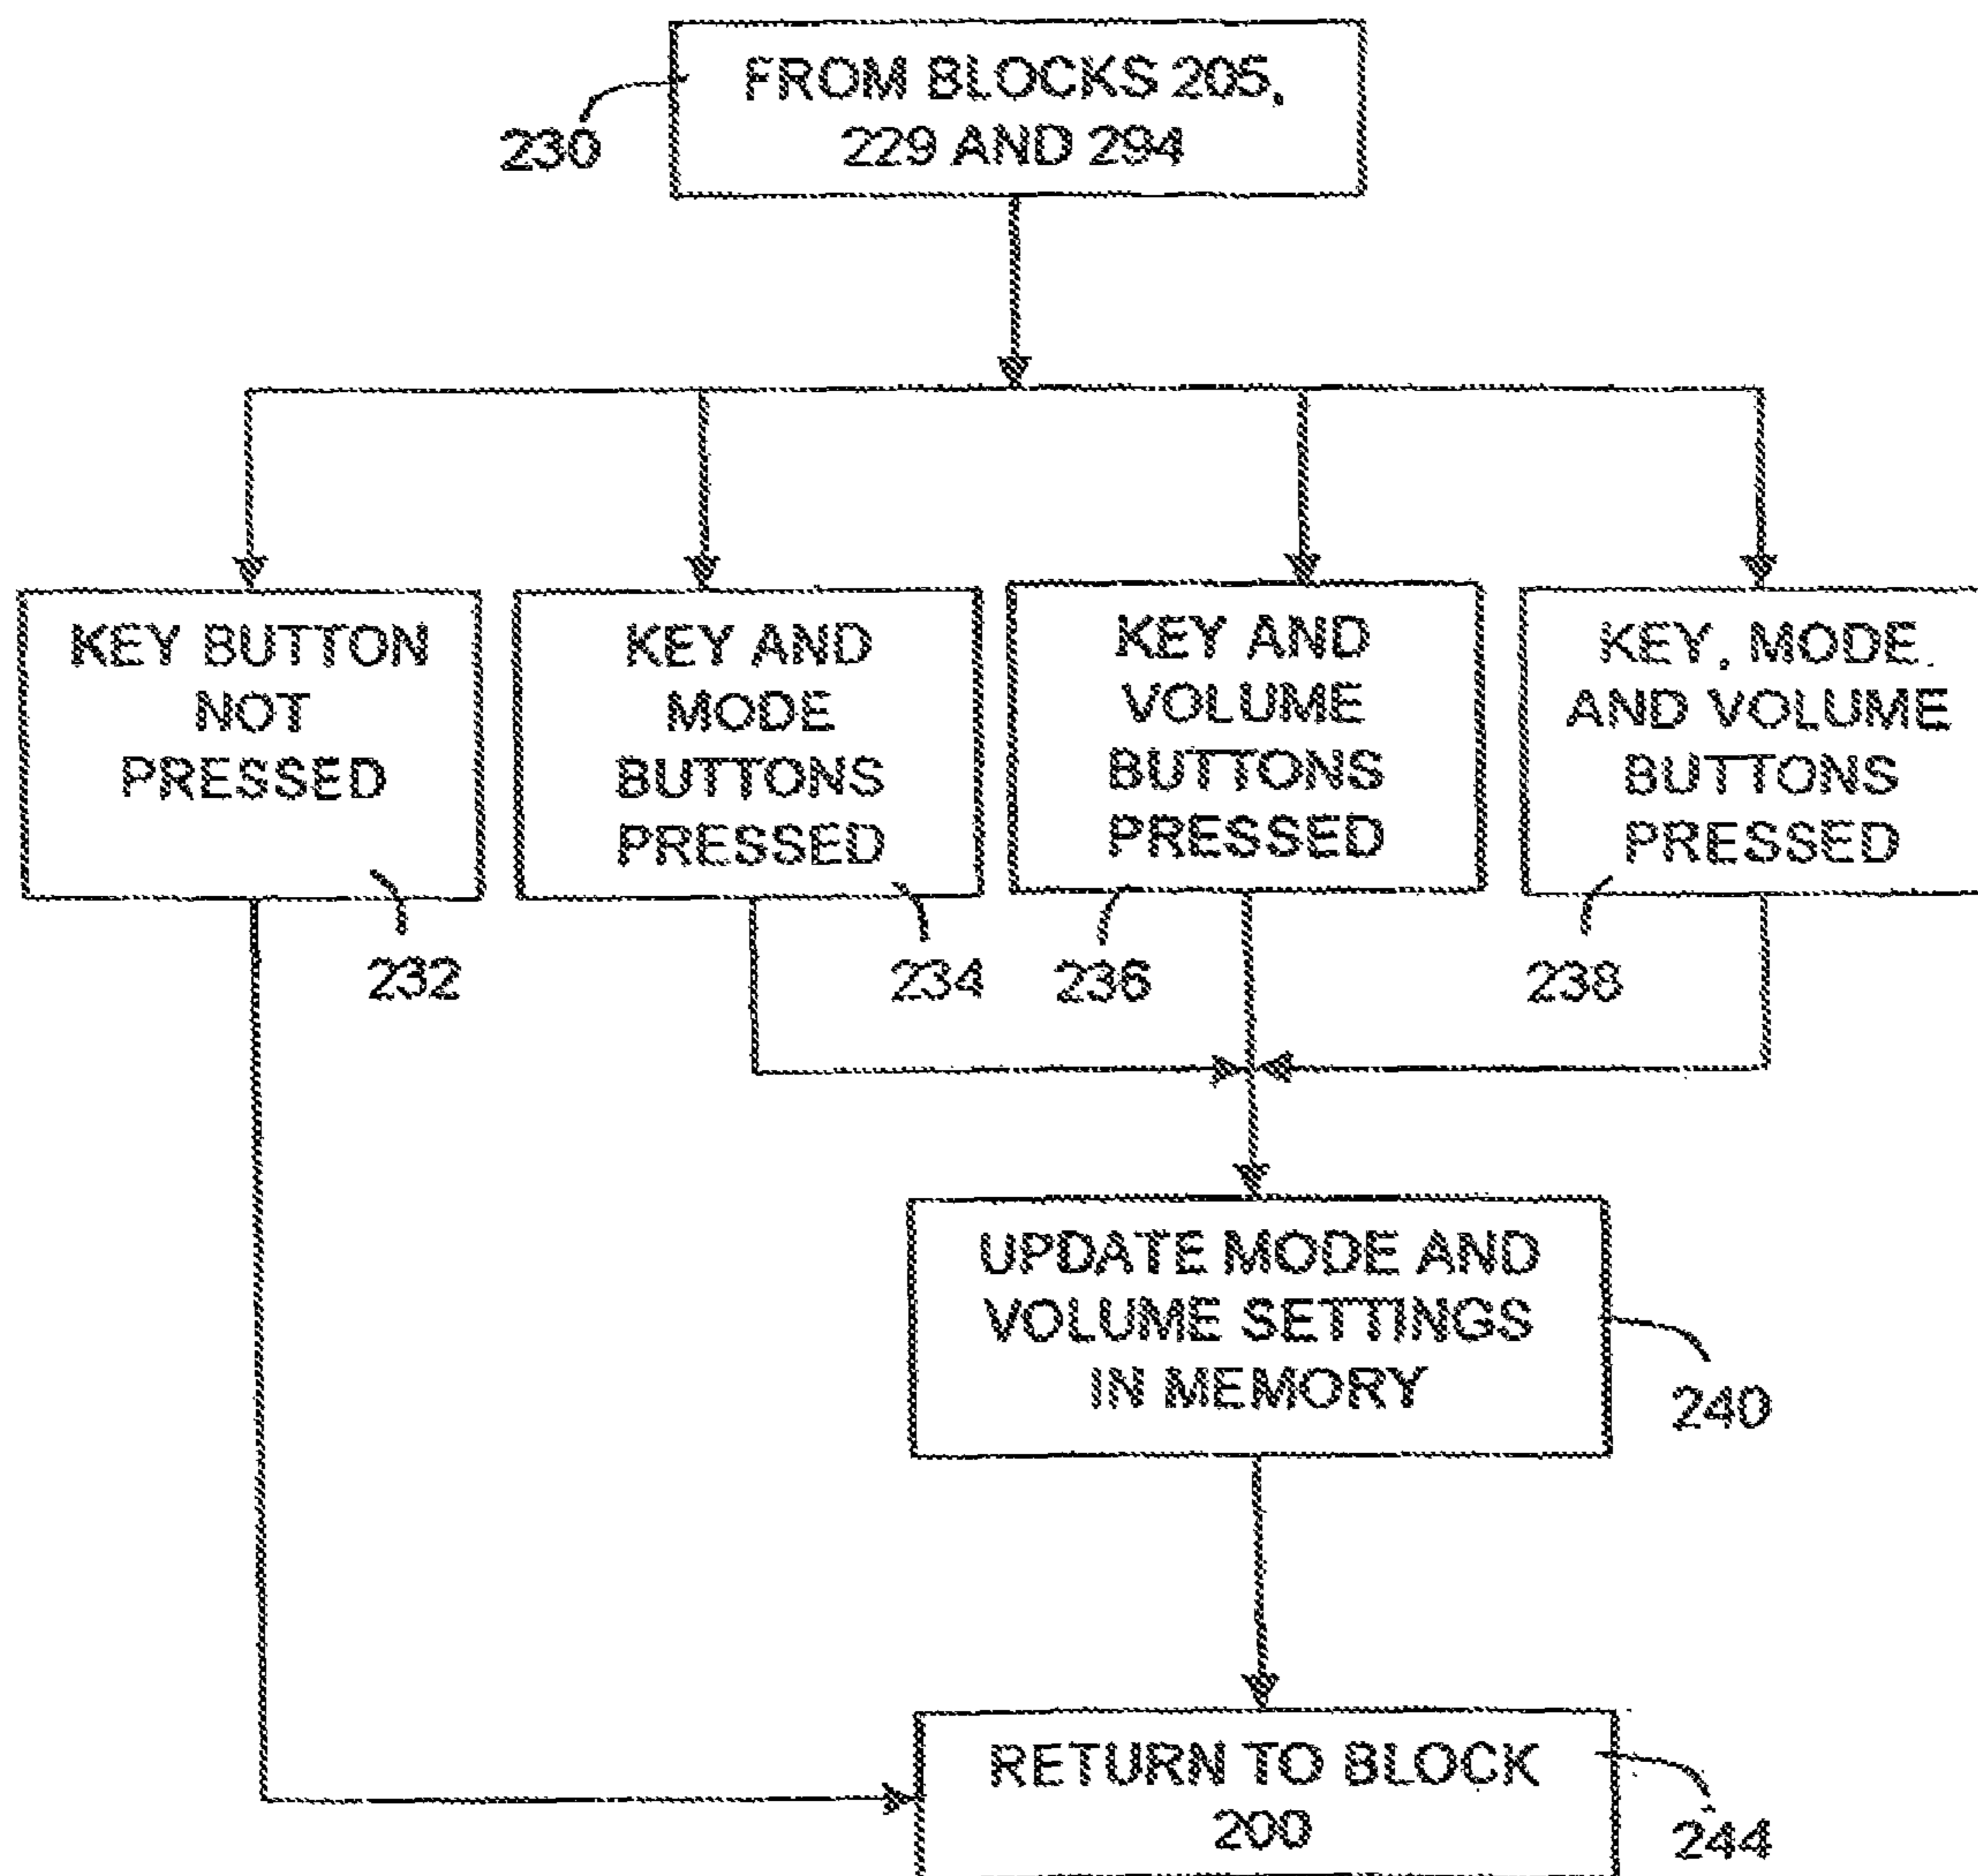 FROM BLOCKS 205,
229 AND 294
230
KEY BUTTON
NOT
PRESSED
232
KEY AND
MODE
BUTTONS
PRESSED
234
KEY AND
VOLUME
BUTTONS
PRESSED
236
KEY, MODE
AND VOLUME
BUTTONS
PRESSED
238
UPDATE MODE AND
VOLUME SETTINGS
IN MEMORY
240
RETURN TO BLOCK
200
244